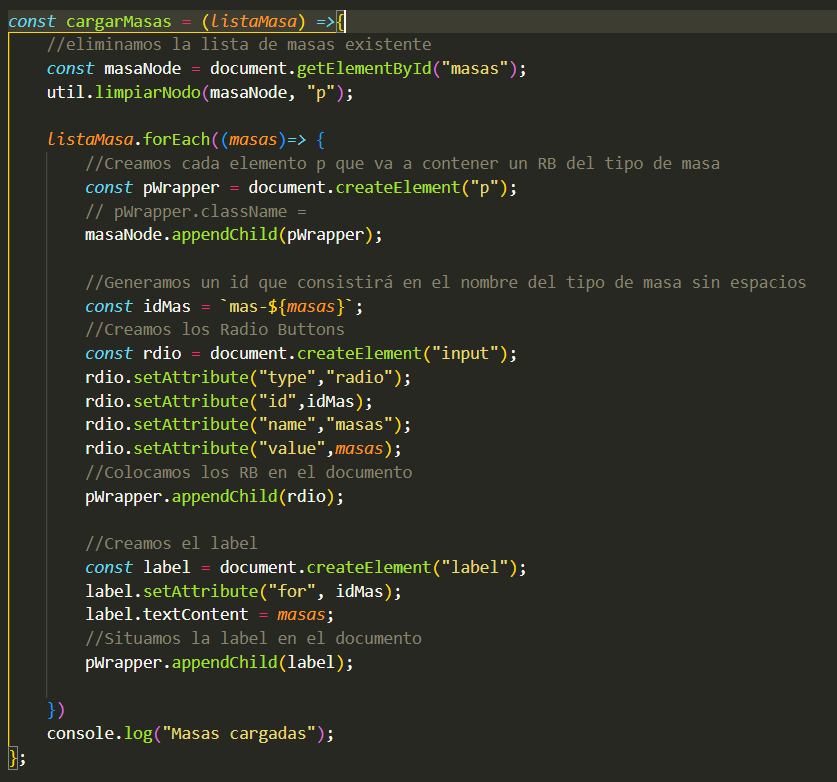 const cargarMasas = (listaMasa) =>{
    //eliminamos la lista de masas existente
    const masaNode = document.getElementById("masas");
    util.limpiarNodo(masaNode, "p");

    listaMasa.forEach((masas)=> {
        //Creamos cada elemento p que va a contener un RB del tipo de masa
        const pWrapper = document.createElement("p");
        // pWrapper.className =
        masaNode.appendChild(pWrapper);

        //Generamos un id que consistirá en el nombre del tipo de masa sin espacios
        const idMas = `mas-${masas}`;
        //Creamos los Radio Buttons
        const rdio = document.createElement("input");
        rdio.setAttribute("type","radio");
        rdio.setAttribute("id",idMas);
        rdio.setAttribute("name","masas");
        rdio.setAttribute("value",masas);
        //Colocamos los RB en el documento
        pWrapper.appendChild(rdio);

        //Creamos el label
        const label = document.createElement("label");
        label.setAttribute("for", idMas);
        label.textContent = masas;
        //Situamos la label en el documento
        pWrapper.appendChild(label);

    })
    console.log("Masas cargadas");
};